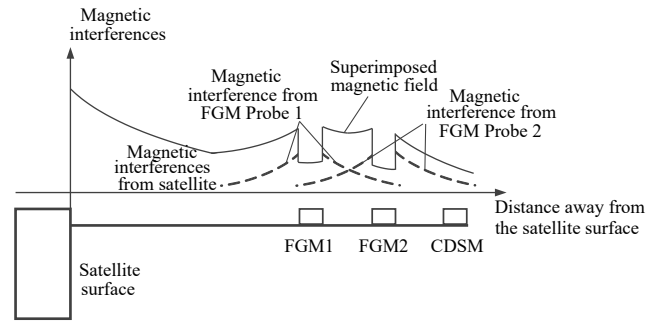 Magnetic
interferences
Magnetic
interference from
FGM Probe 1
Superimposed
magnetic field
Magnetic
interference from
FGM Probe 2
Magnetic
interferences
from satellite
Distance away from
the satellite surface
FGM1 FGM2 CDSM
Satellite
surface